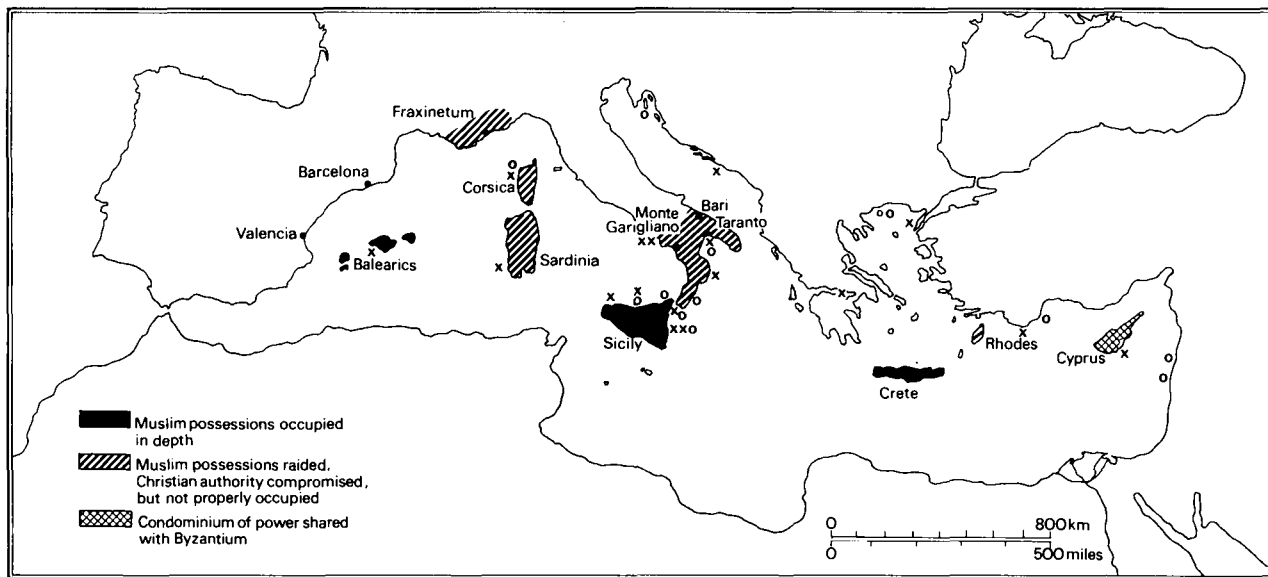 Fraxinetum
Barcelona
Corsica
Valencia
Balearics
Sardinia
Monte
Garigliano
Bari
Taranto
Sicily
Crete
Rhodes
Cyprus
Muslim possessions occupied
in depth
Muslim possessions raided,
Christian authority compromised,
but not properly occupied
Condominium of power shared
with Byzantium
0 800 km
0 500 miles